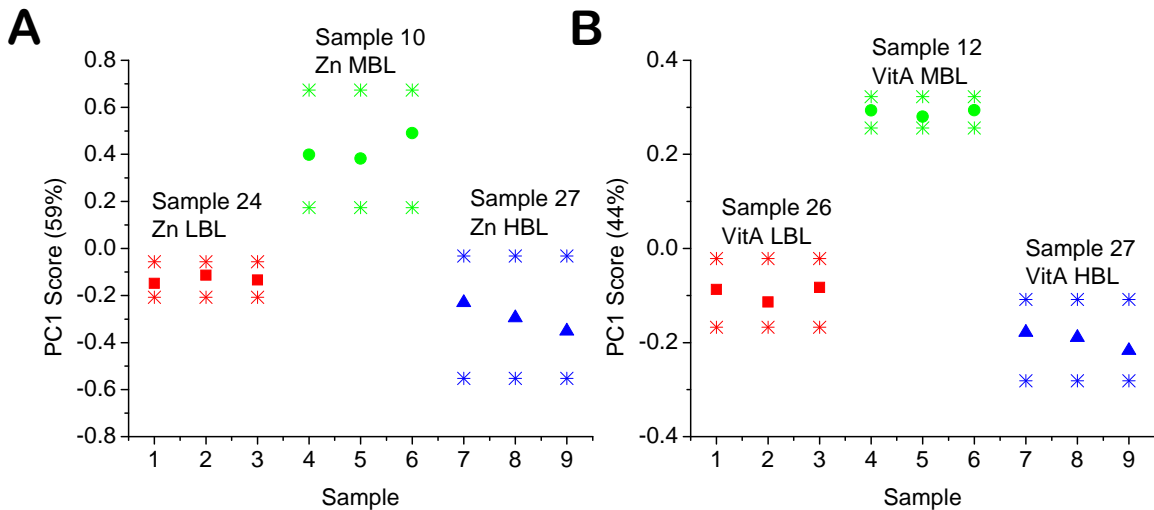 A
Sample 10
Zn MBL
Sample 24
Zn LBL
Sample 27
Zn HBL
PC1 Score (59%)
0.8
0.6
0.4
0.2
0.0
-0.2
-0.4
-0.6
-0.8
1 2 3 4 5 6 7 8 9
Sample
B
Sample 12
VitA MBL
Sample 26
VitA LBL
Sample 27
VitA HBL
PC1 Score (44%)
0.4
0.2
0.0
-0.2
-0.4
1 2 3 4 5 6 7 8 9
Sample